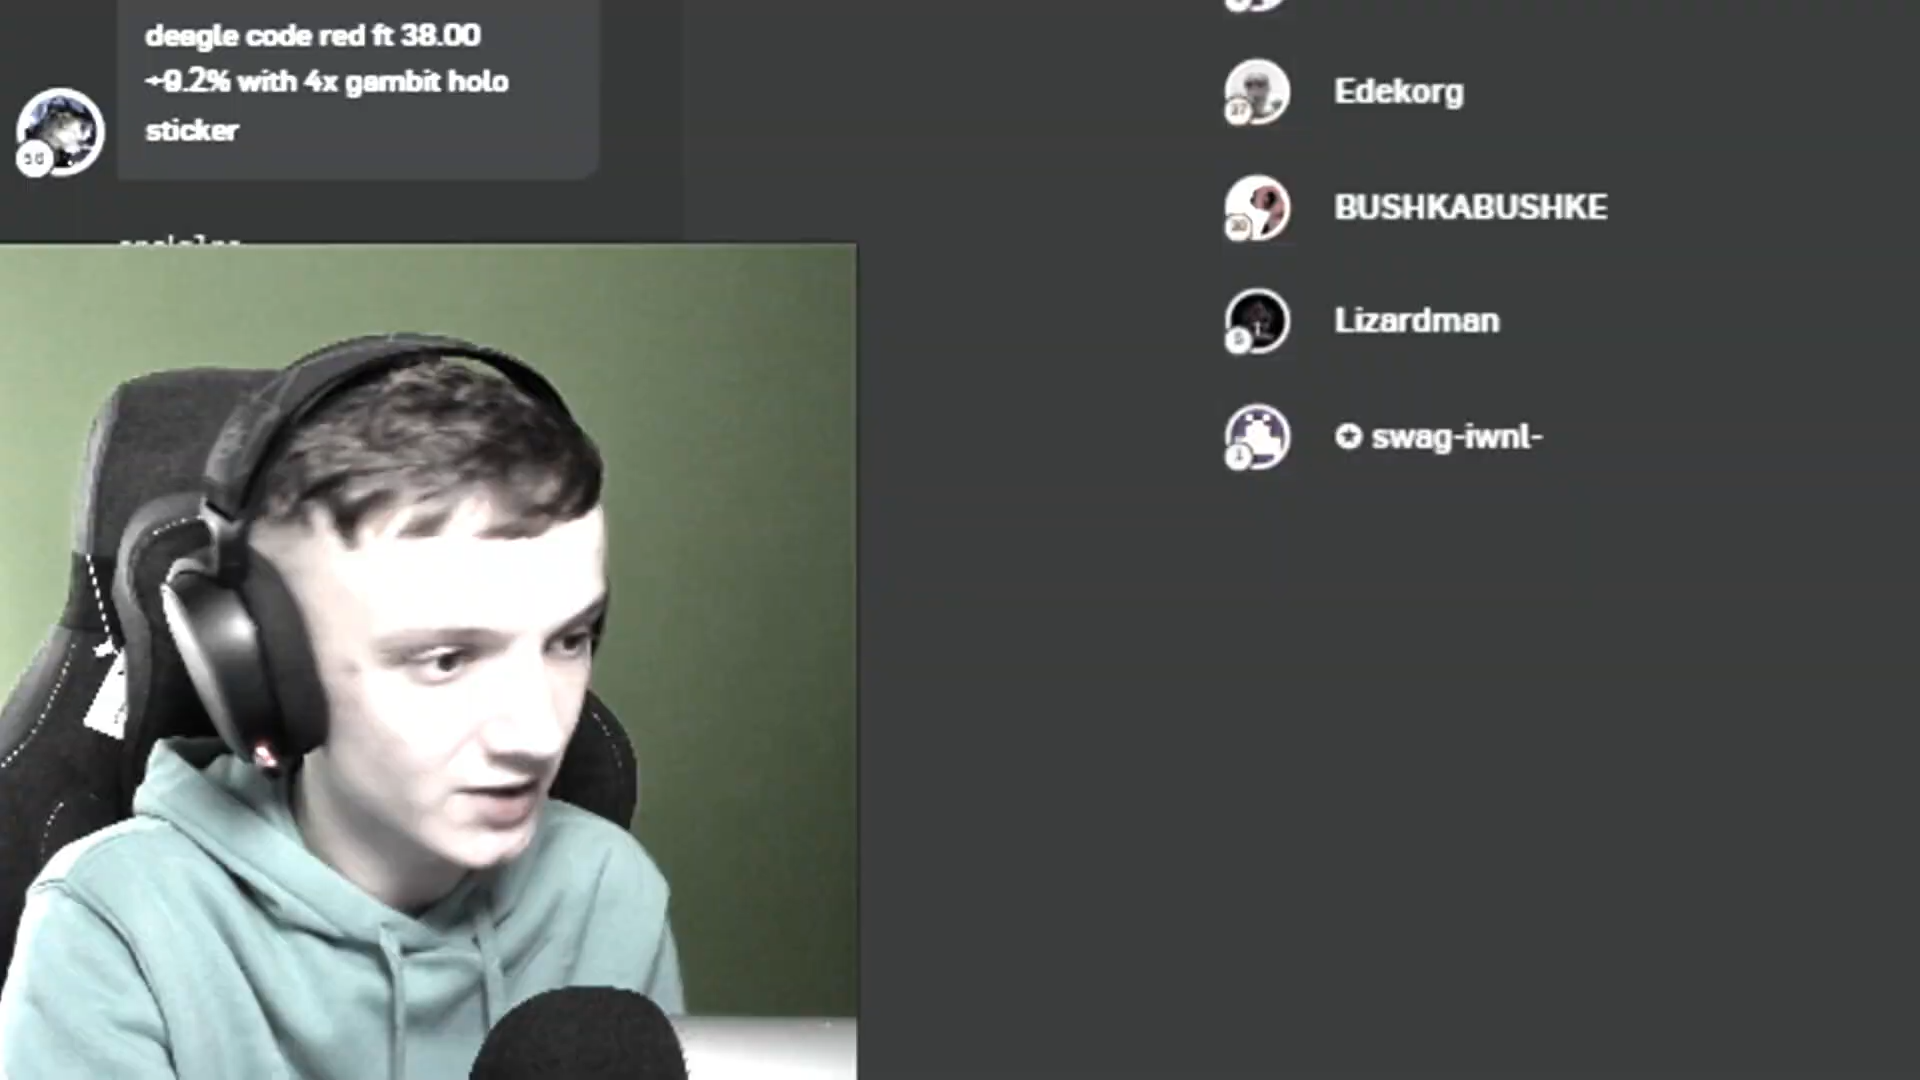 deagle code red ft 38.00
+9.2% with 4x gambit holo
sticker
Edekorg
BUSHKABUSHKE
Lizardman
✪ swag-iwnl-